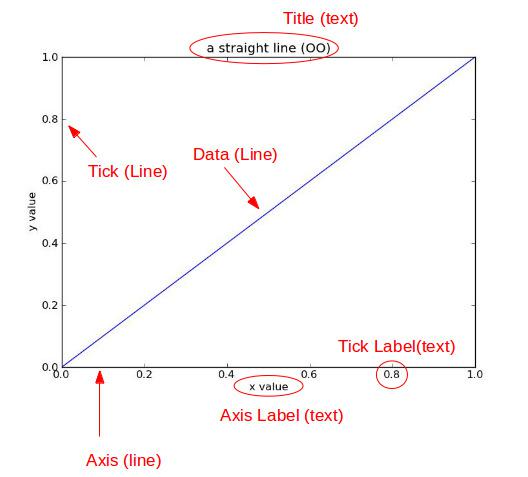 Title (text)
a straight line (OO)
1.0
0.8
Tick (Line)
Data (Line)
0.6
y value
0.4
0.2
Tick Label(text)
0.0
0.0 0.2 0.4 0.6 0.8 1.0
x value
Axis Label (text)
Axis (line)